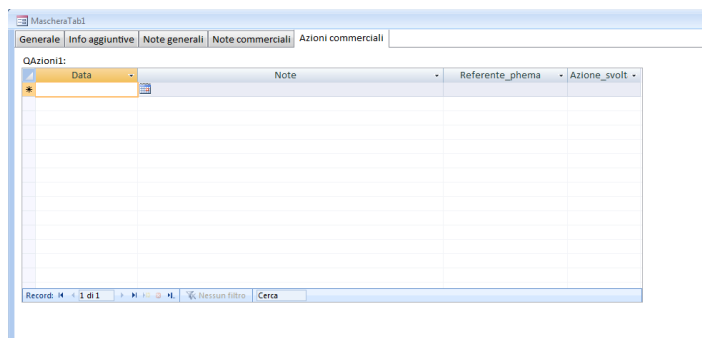 MascheraTab1
Generale Info aggiuntive Note generali Note commerciali Azioni commerciali
QAzioni1:
Data Note Referente_phema Azione_svolt
Record: 1 di 1 Nessun filtro Cerca